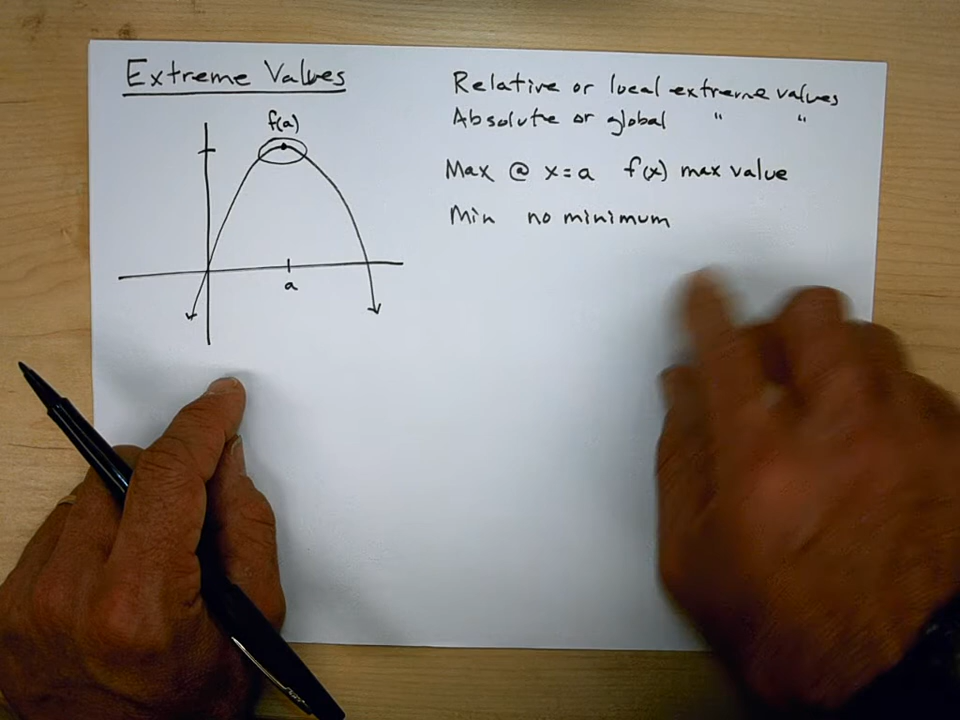 Extreme Values
f(a)
a
Relative or local extreme values
Absolute or global " "
Max @ x=a f(x) max value
Min no minimum